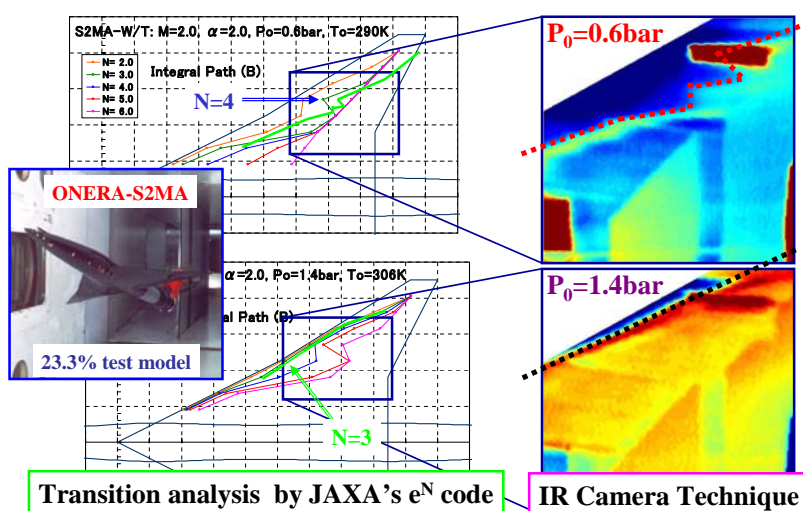 S2MA-W/T: M=2.0, α=2.0, Po=0.6bar, To=290K
N= 2.0
N= 3.0
N= 4.0
N= 5.0
N= 6.0
Integral Path (B)
N=4
P0=0.6bar
ONERA-S2MA
23.3% test model
α=2.0, Po=1.4bar, To=306K
al Path (B)
N=3
P0=1.4bar
Transition analysis by JAXA's eN code
IR Camera Technique